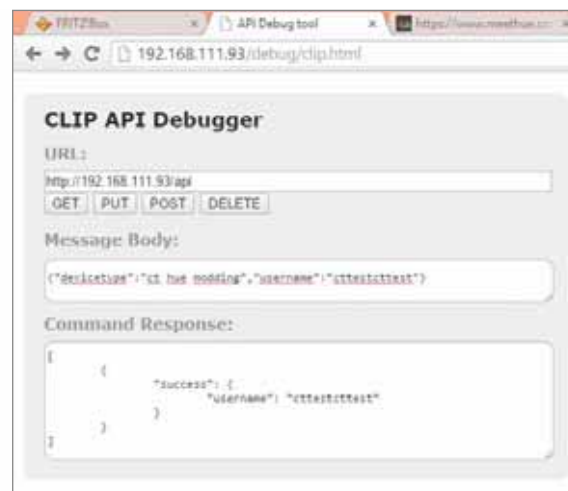 FRITZ!Box
API Debug tool
https://www.meethue.co
192.168.111.93/debug/clip.html
CLIP API Debugger
URL:
http://192.168.111.93/api
GET PUT POST DELETE
Message Body:
{"devicetype":"ct hue modding","username":"cttestcttest"}
Command Response:
[
{
"success": {
"username": "cttestcttest"
}
}
]